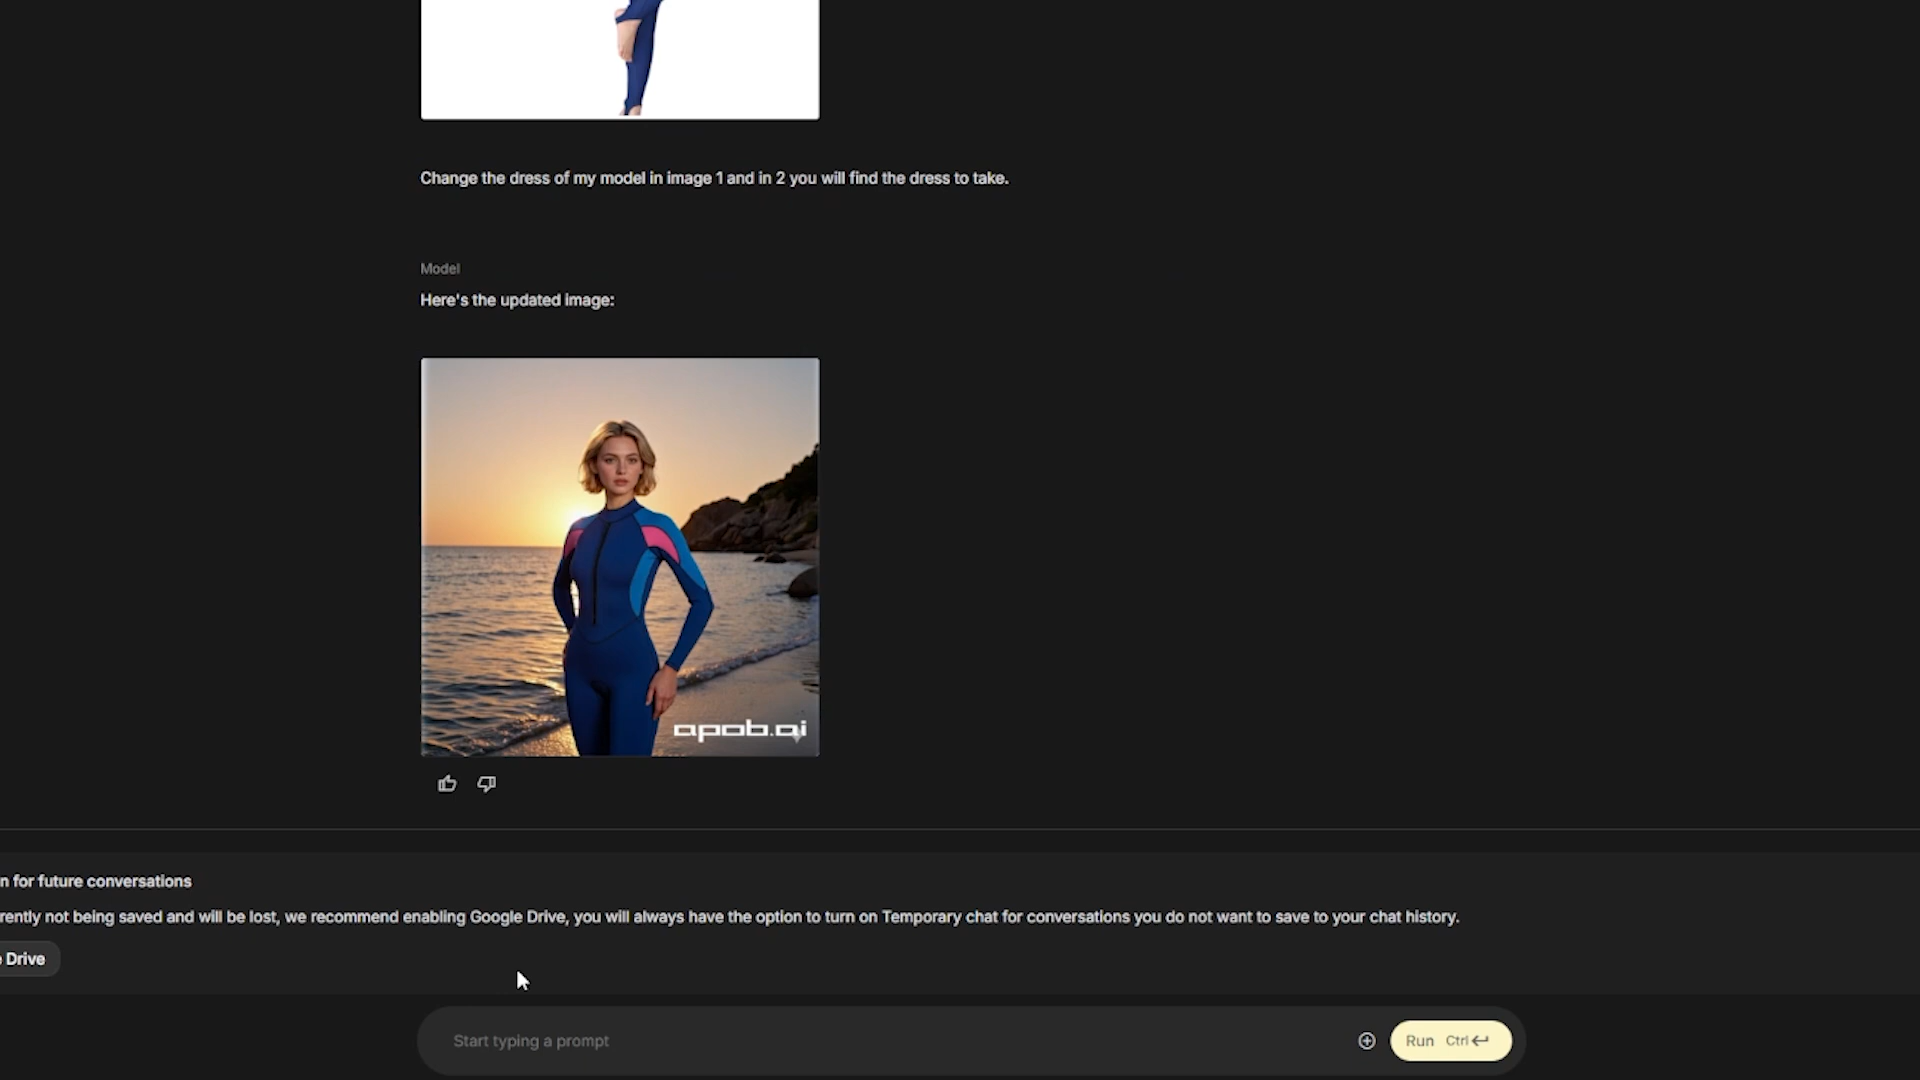 Change the dress of my model in image 1 and in 2 you will find the dress to take.
Model
Here's the updated image:
apob.ai
n for future conversations
rently not being saved and will be lost, we recommend enabling Google Drive, you will always have the option to turn on Temporary chat for conversations you do not want to save to your chat history.
Drive
Start typing a prompt
Run Ctrl